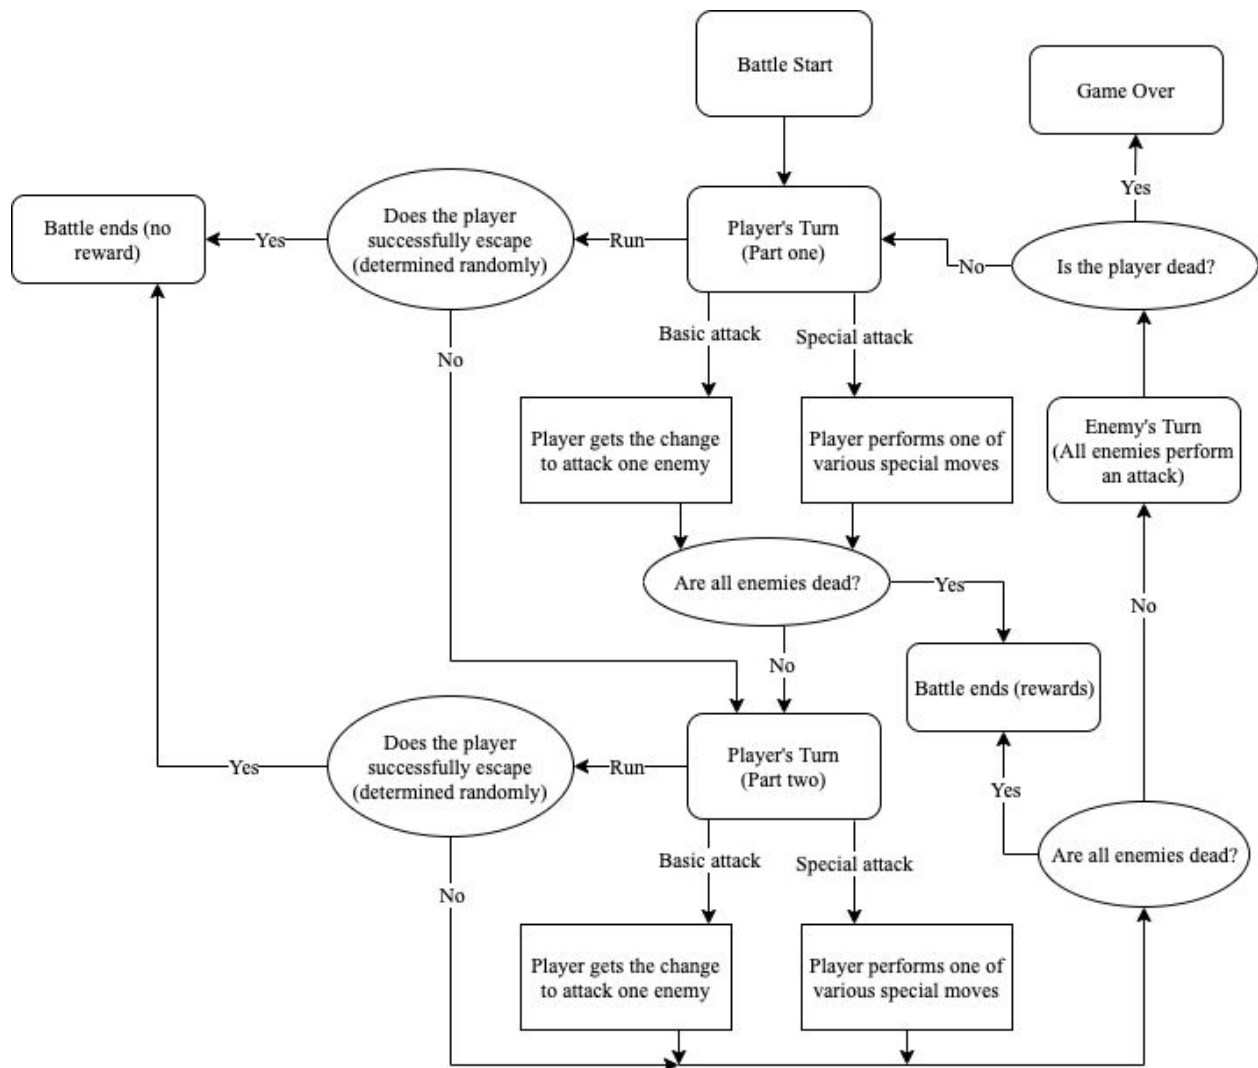 Battle Start
Game Over
Yes
Does the player
successfully escape
(determined randomly)
Battle ends (no
reward)
Yes
Run
Player's Turn
(Part one)
No
Is the player dead?
No
Basic attack
Special attack
Player gets the change
to attack one enemy
Player performs one of
various special moves
Enemy's Turn
(All enemies perform
an attack)
Are all enemies dead?
Yes
No
No
Battle ends (rewards)
Does the player
successfully escape
(determined randomly)
Yes
Run
Player's Turn
(Part two)
Yes
Are all enemies dead?
No
Basic attack
Special attack
Player gets the change
to attack one enemy
Player performs one of
various special moves